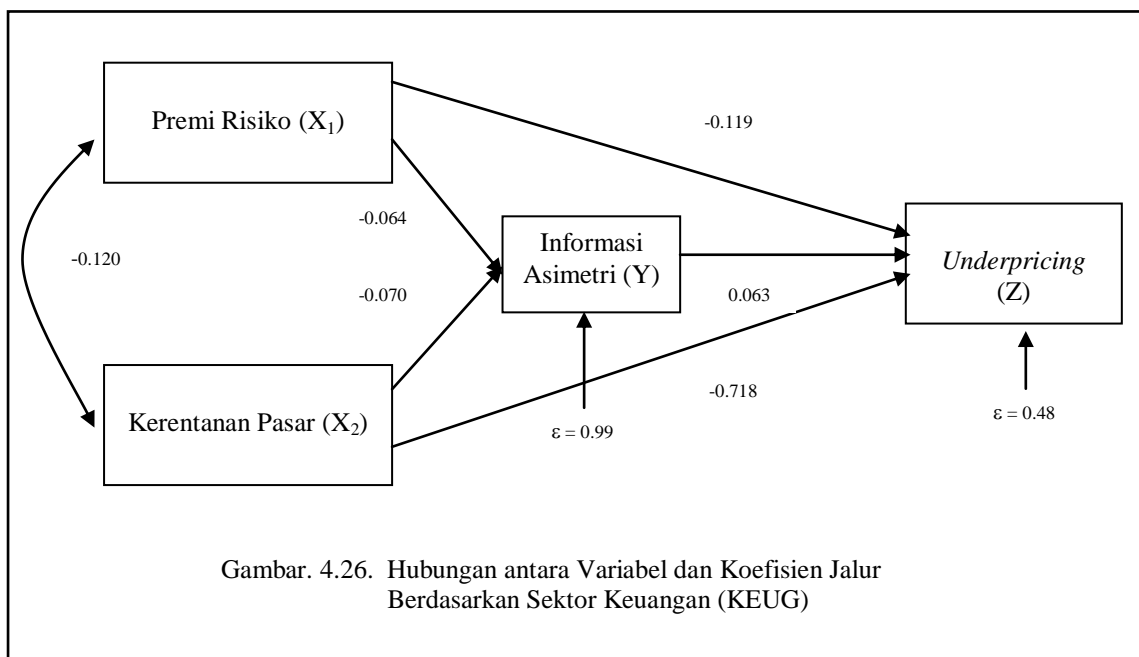 Premi Risiko (X₁)
-0.119
-0.064
Informasi
Asimetri (Y)
Underpricing
(Z)
-0.120
-0.070
0.063
-0.718
Kerentanan Pasar (X₂)
ε = 0.99
ε = 0.48
Gambar. 4.26. Hubungan antara Variabel dan Koefisien Jalur
Berdasarkan Sektor Keuangan (KEUG)